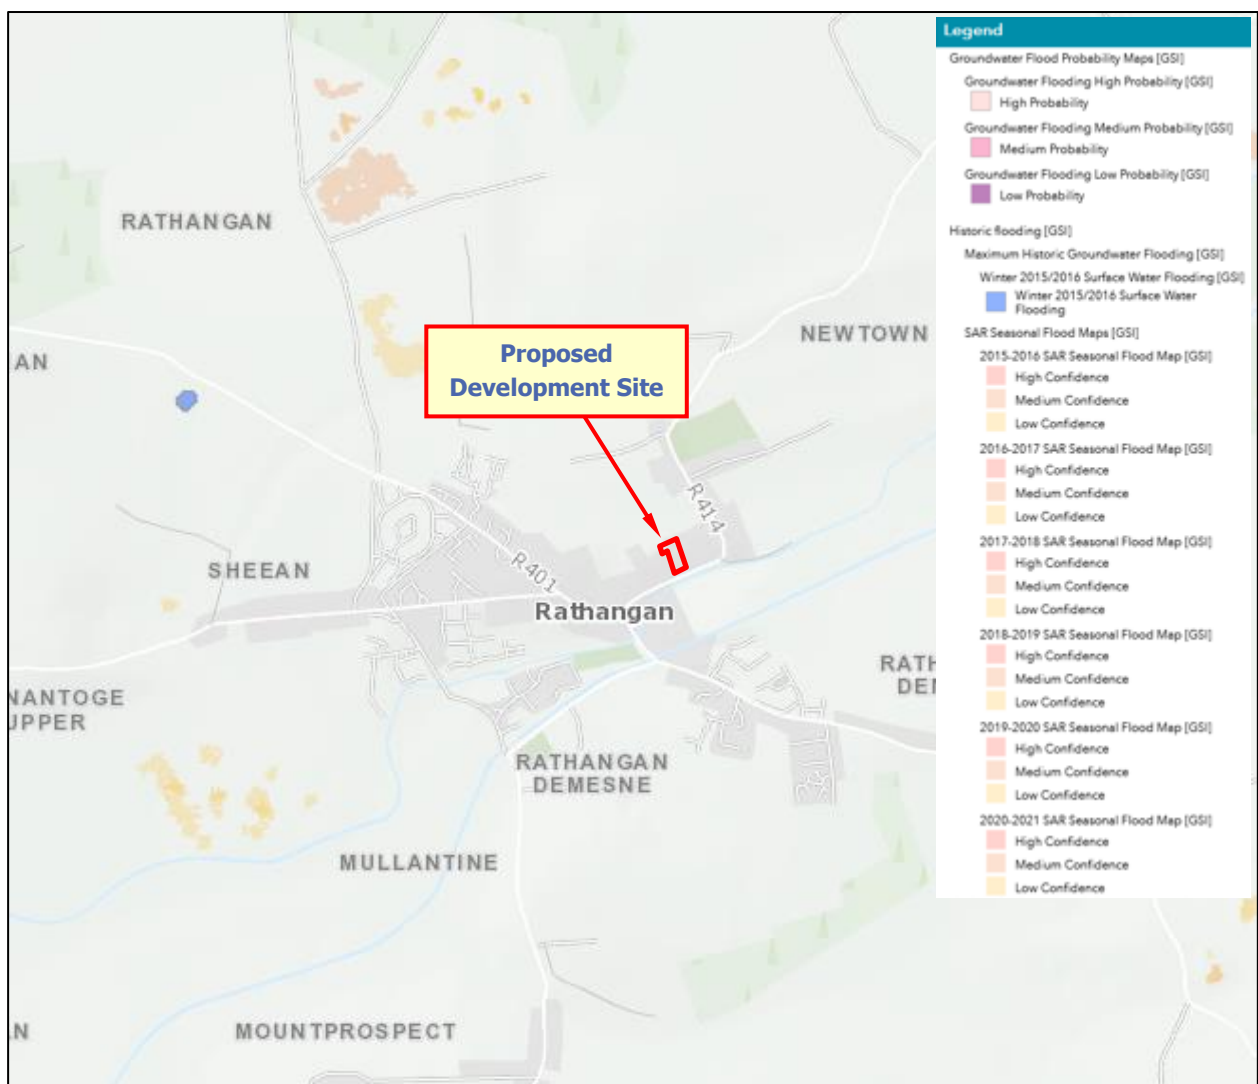 RATHANGAN
NEWTOWN
AN
Proposed
Development Site
R414
SHEEAN
R401
Rathangan
RATH
DE
NANTOGE
UPPER
RATHANGAN
DEMESNE
MULLANTINE
N
MOUNTPROSPECT
Legend
Groundwater Flood Probability Maps [GSI]
Groundwater Flooding High Probability [GSI]
High Probability
Groundwater Flooding Medium Probability [GSI]
Medium Probability
Groundwater Flooding Low Probability [GSI]
Low Probability
Historic flooding [GSI]
Maximum Historic Groundwater Flooding [GSI]
Winter 2015/2016 Surface Water Flooding [GSI]
Winter 2015/2016 Surface Water
Flooding
SAR Seasonal Flood Maps [GSI]
2015-2016 SAR Seasonal Flood Map [GSI]
High Confidence
Medium Confidence
Low Confidence
2016-2017 SAR Seasonal Flood Map [GSI]
High Confidence
Medium Confidence
Low Confidence
2017-2018 SAR Seasonal Flood Map [GSI]
High Confidence
Medium Confidence
Low Confidence
2018-2019 SAR Seasonal Flood Map [GSI]
High Confidence
Medium Confidence
Low Confidence
2019-2020 SAR Seasonal Flood Map [GSI]
High Confidence
Medium Confidence
Low Confidence
2020-2021 SAR Seasonal Flood Map [GSI]
High Confidence
Medium Confidence
Low Confidence